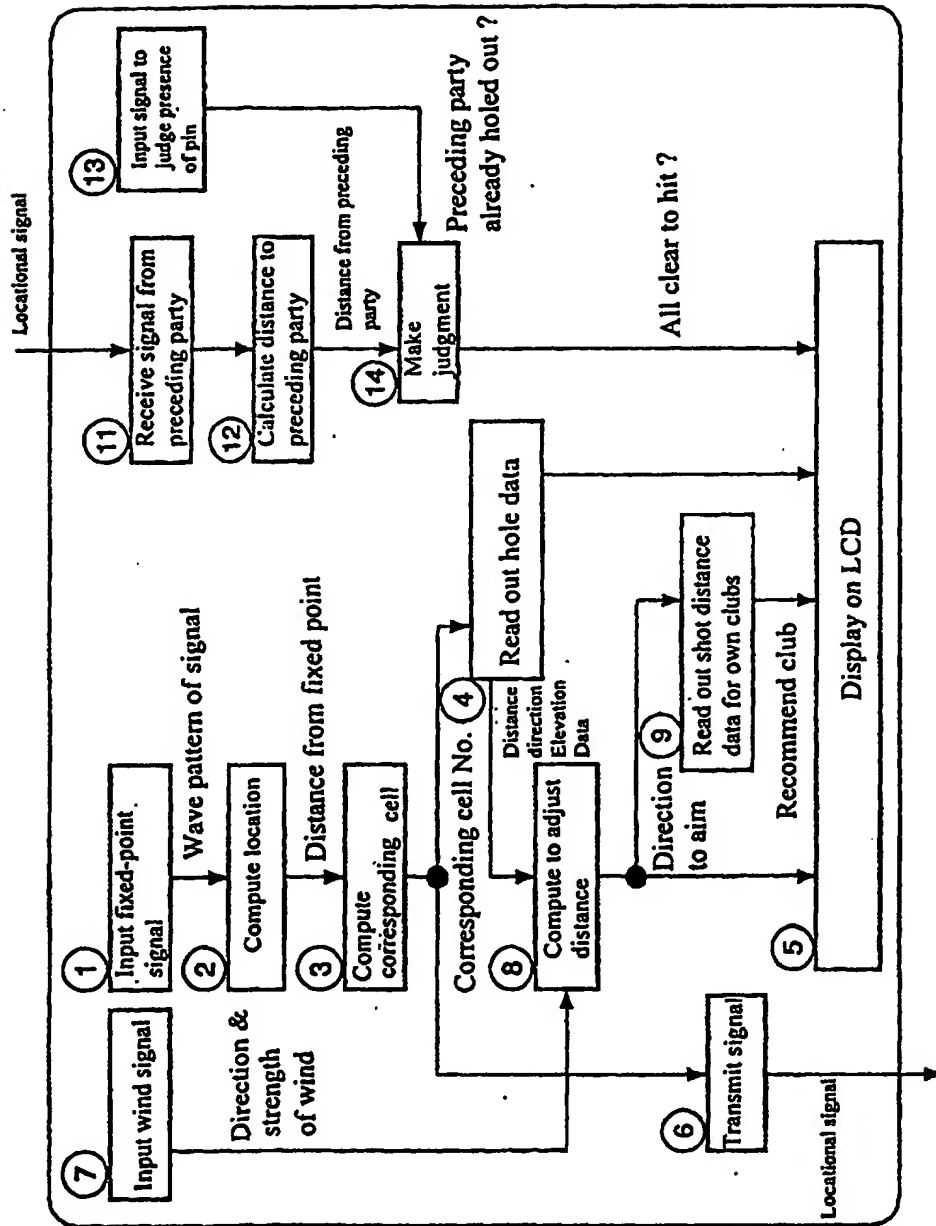 7
Input wind signal
Direction &
strength
of wind
1
Input fixed-point
signal
Wave pattern of signal
2
Compute location
Distance from fixed point
3
Compute
corresponding cell
Corresponding cell No.
4
Read out hole data
Distance
direction
Elevation
Data
8
Compute to adjust
distance
Direction
to aim
9
Read out shot distance
data for own clubs
Recommend club
6
Transmit signal
Locational signal
Locational signal
11
Receive signal from
preceding party
12
Calculate distance to
preceding party
Distance from preceding
party
13
Input signal to
judge presence
of pin
14
Make
judgment
Preceding party
already holed out ?
All clear to hit ?
5
Display on LCD